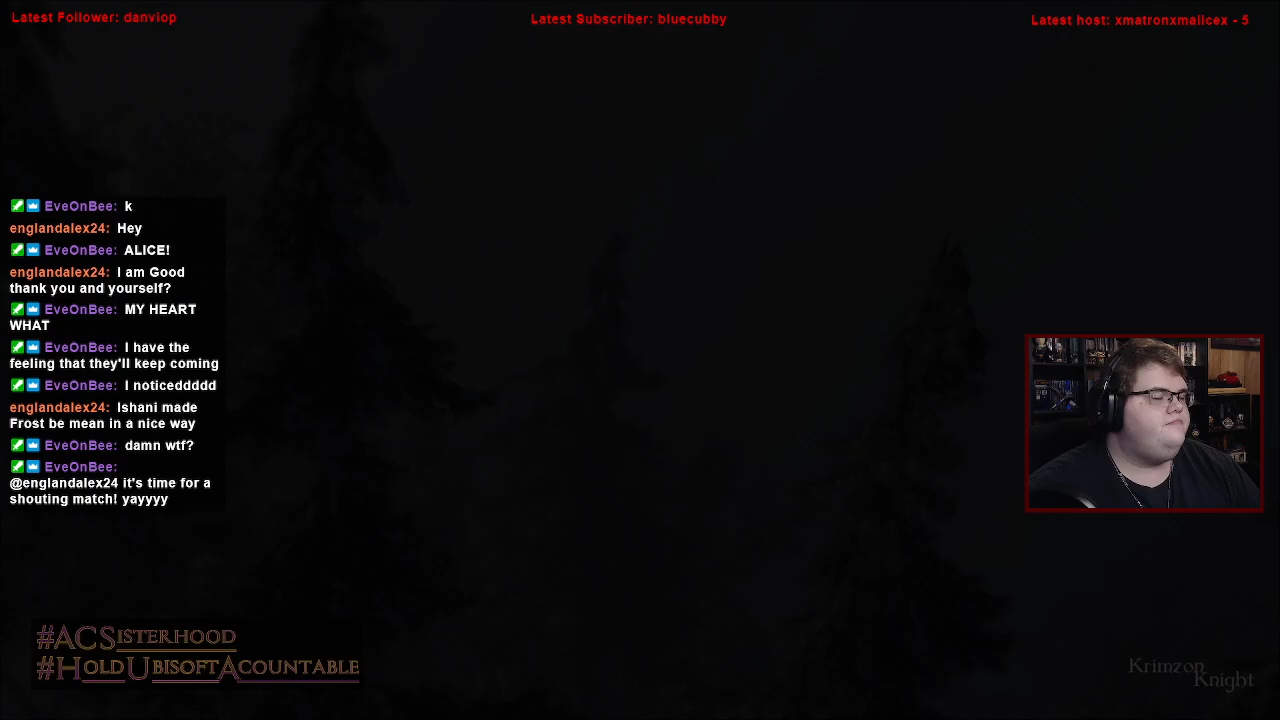 Latest Follower: danviop
Latest Subscriber: bluecubby
Latest host: xmatronxmalicex - 5
EveOnBee: k
englandalex24: Hey
EveOnBee: ALICE!
englandalex24: I am Good
thank you and yourself?
EveOnBee: MY HEART
WHAT
EveOnBee: I have the
feeling that they'll keep coming
EveOnBee: I noticeddddd
englandalex24: Ishani made
Frost be mean in a nice way
EveOnBee: damn wtf?
EveOnBee:
@englandalex24 it's time for a
shouting match! yayyyy
#ACSisterhood
#HoldUbisoftAcountable
Krimzon
Knight